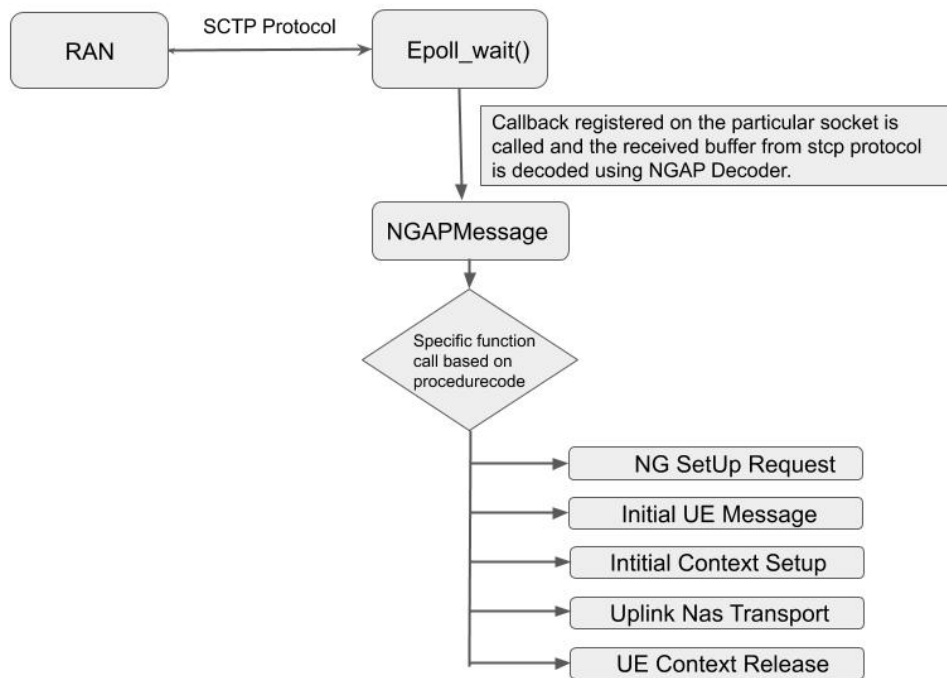 SCTP Protocol
RAN
Epoll_wait()
Callback registered on the particular socket is
called and the received buffer from stcp protocol
is decoded using NGAP Decoder.
NGAPMessage
Specific function
call based on
procedurecode
NG SetUp Request
Initial UE Message
Intitial Context Setup
Uplink Nas Transport
UE Context Release